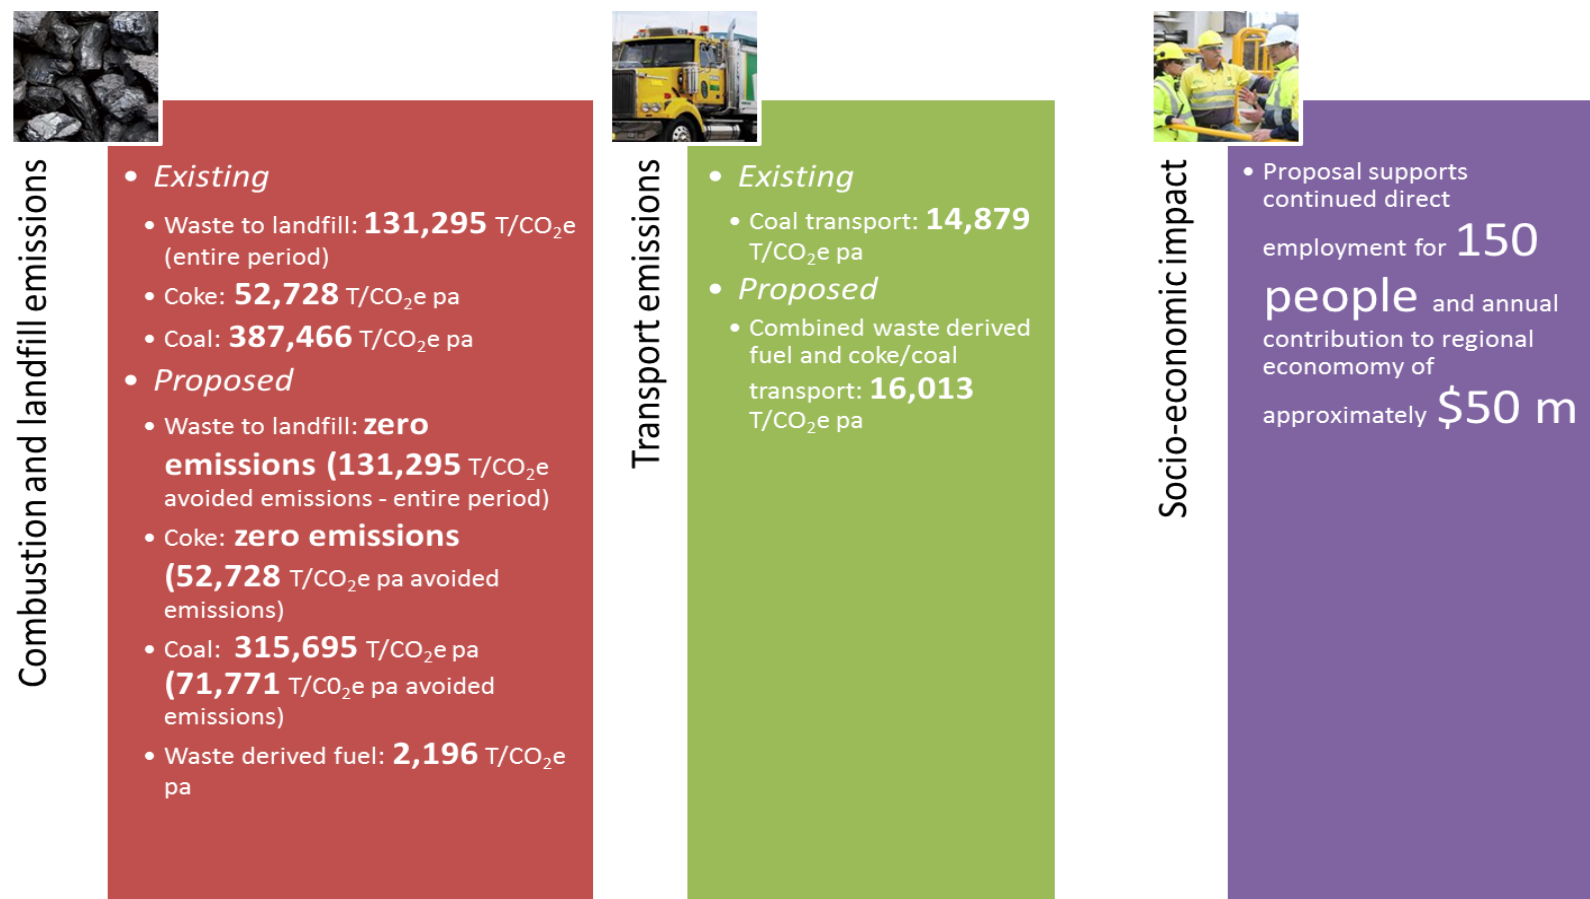 Combustion and landfill emissions
• Existing
• Waste to landfill: 131,295 T/CO₂e
(entire period)
• Coke: 52,728 T/CO₂e pa
• Coal: 387,466 T/CO₂e pa
• Proposed
• Waste to landfill: zero
emissions (131,295 T/CO₂e
avoided emissions - entire period)
• Coke: zero emissions
(52,728 T/CO₂e pa avoided
emissions)
• Coal: 315,695 T/CO₂e pa
(71,771 T/C0₂e pa avoided
emissions)
• Waste derived fuel: 2,196 T/CO₂e
pa
Transport emissions
• Existing
• Coal transport: 14,879
T/CO₂e pa
• Proposed
• Combined waste derived
fuel and coke/coal
transport: 16,013
T/CO₂e pa
Socio-economic impact
• Proposal supports
continued direct
employment for 150
people and annual
contribution to regional
economomy of
approximately $50 m